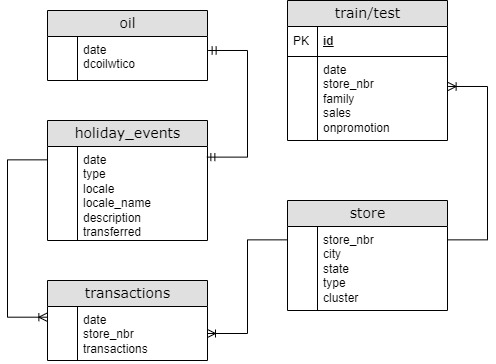 oil
date
dcoilwtico
holiday_events
date
type
locale
locale_name
description
transferred
transactions
date
store_nbr
transactions
train/test
PK id
date
store_nbr
family
sales
onpromotion
store
store_nbr
city
state
type
cluster